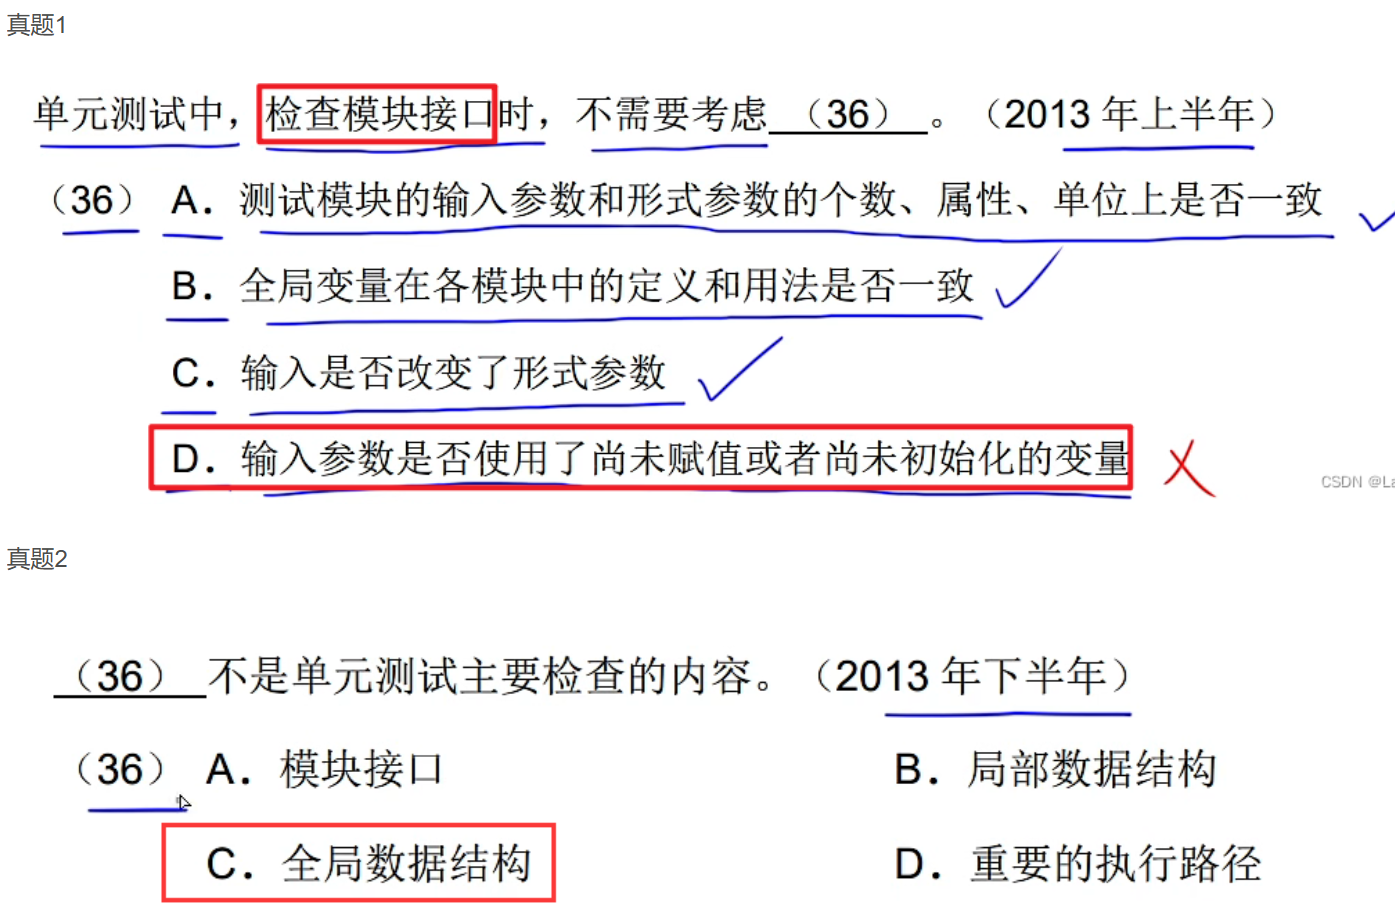 真题1
单元测试中，检查模块接口时，不需要考虑（36）。（2013 年上半年）
（36） A．测试模块的输入参数和形式参数的个数、属性、单位上是否一致
B．全局变量在各模块中的定义和用法是否一致
C．输入是否改变了形式参数
D．输入参数是否使用了尚未赋值或者尚未初始化的变量
CSDN @La
真题2
（36）不是单元测试主要检查的内容。（2013 年下半年）
（36） A．模块接口 B．局部数据结构
C．全局数据结构 D．重要的执行路径